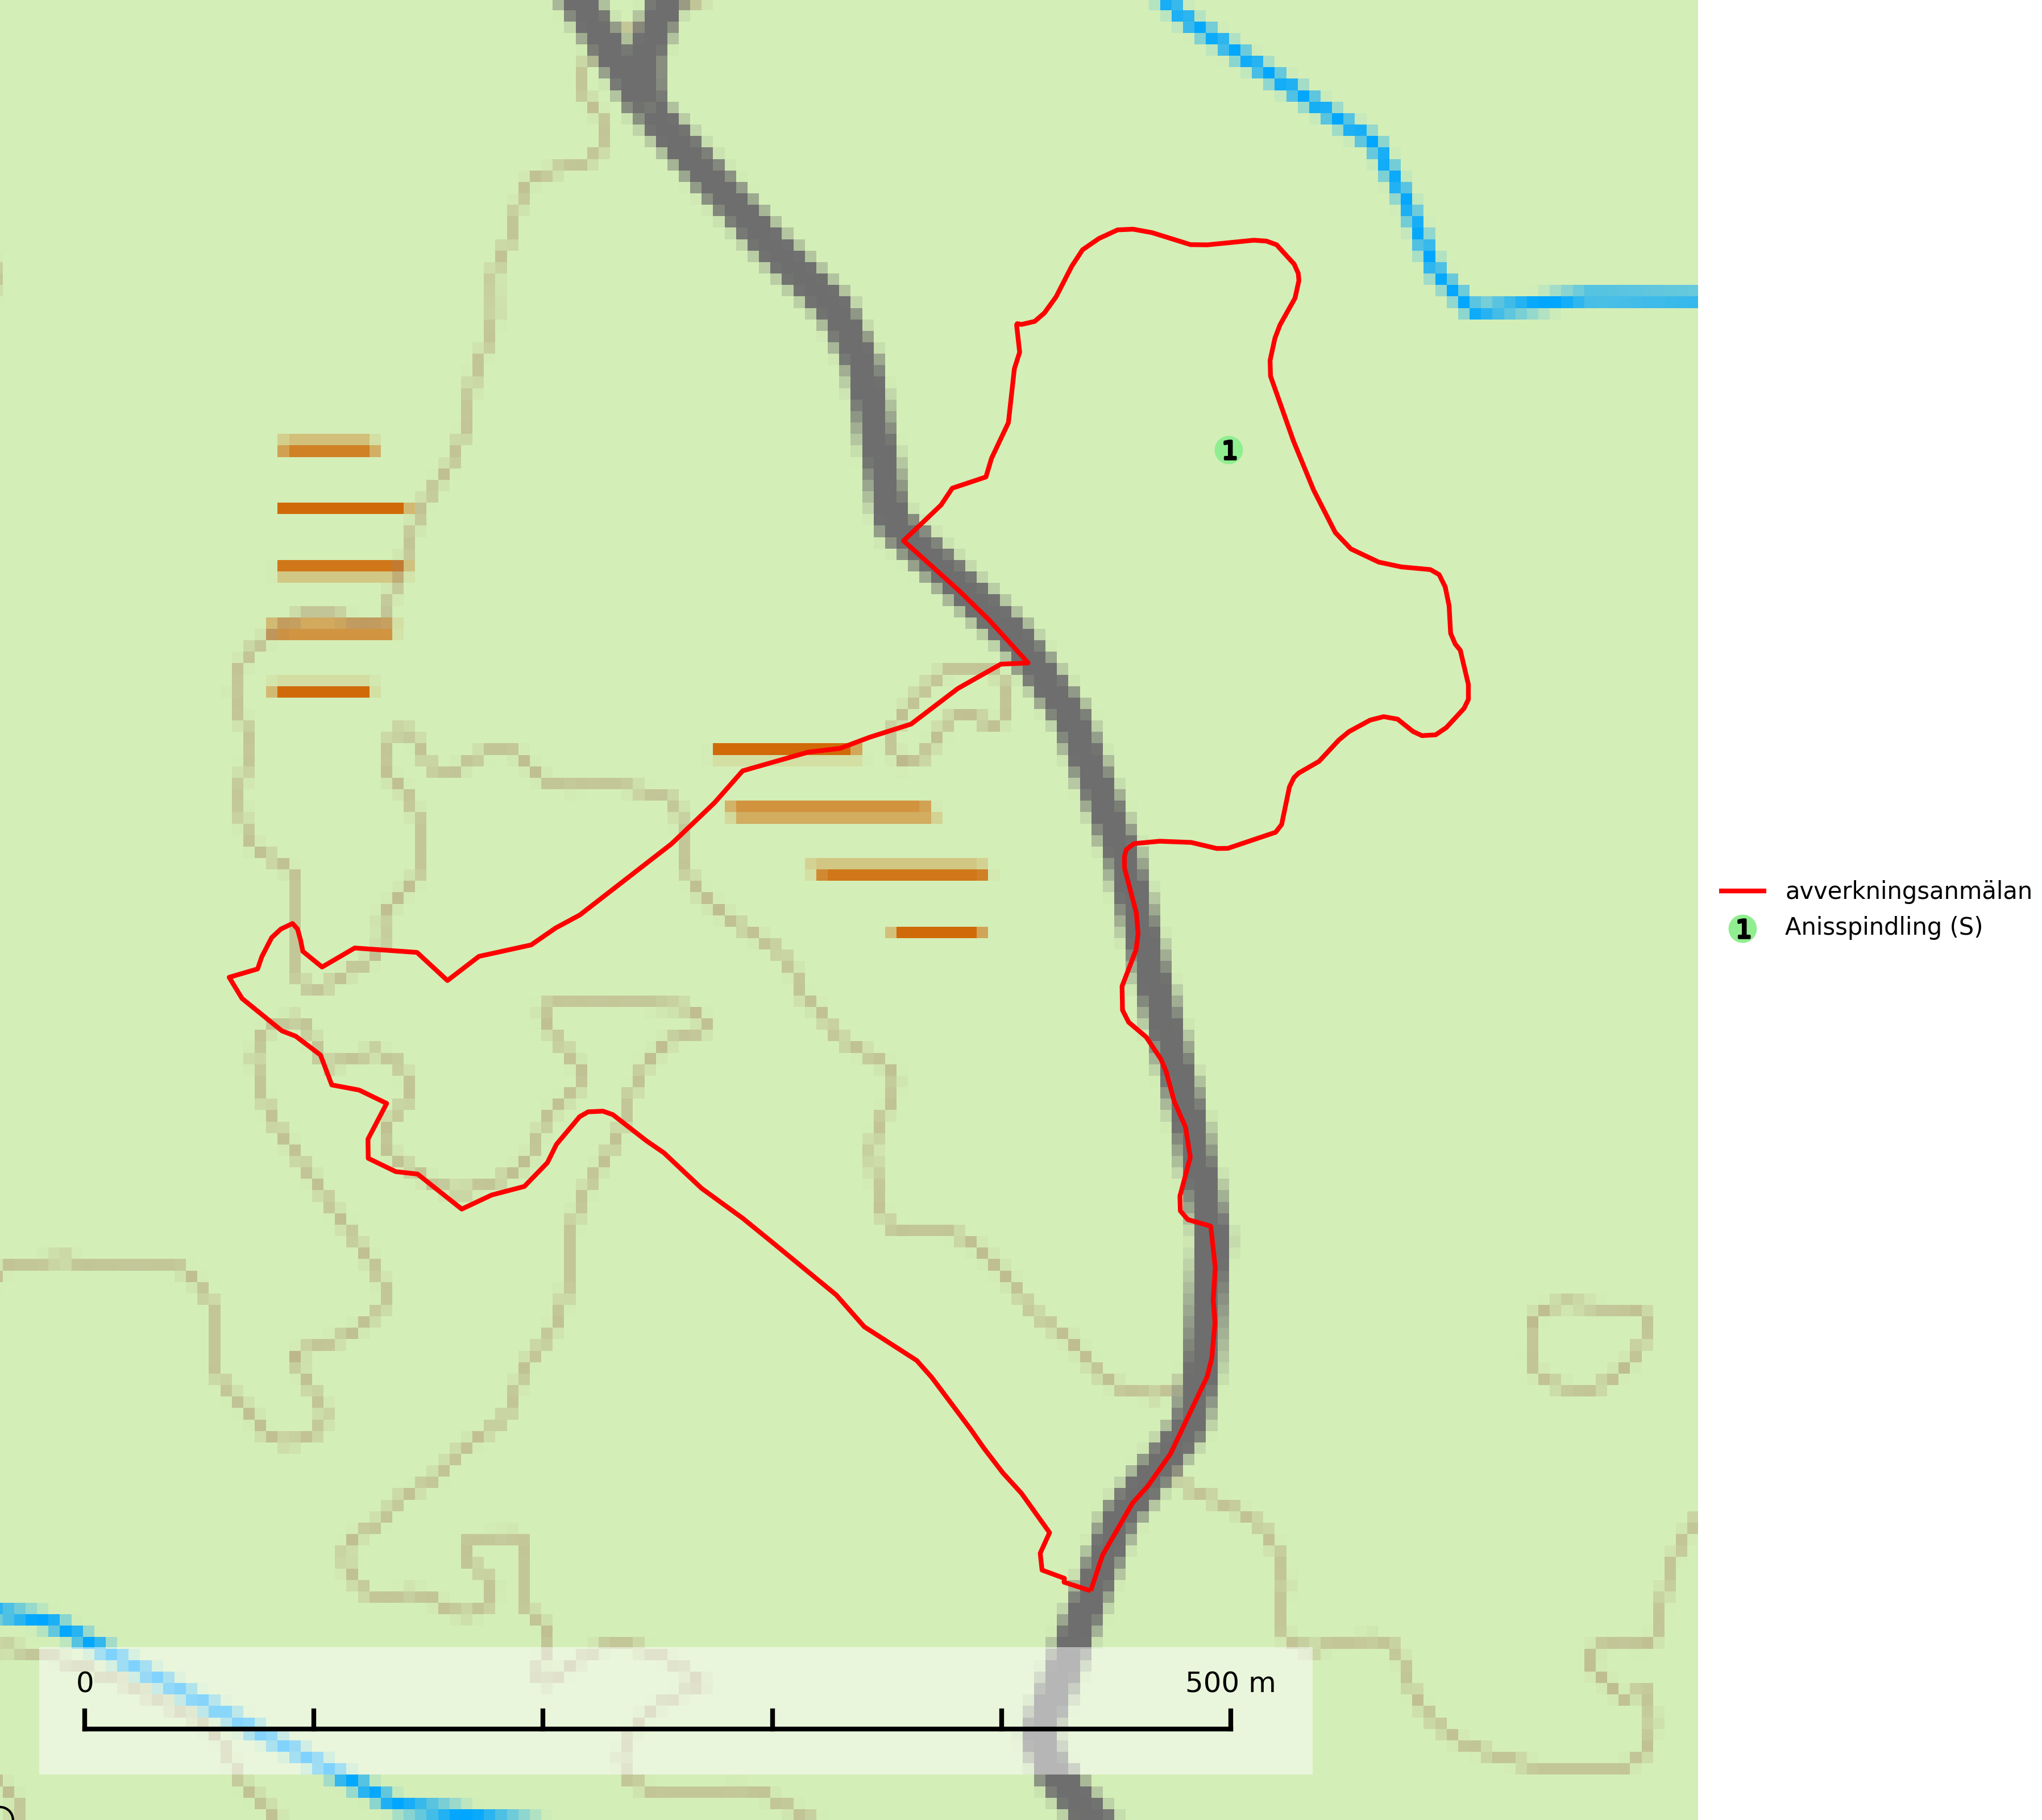 1
avverkningsanmälan
1 Anisspindling (S)
0 500 m